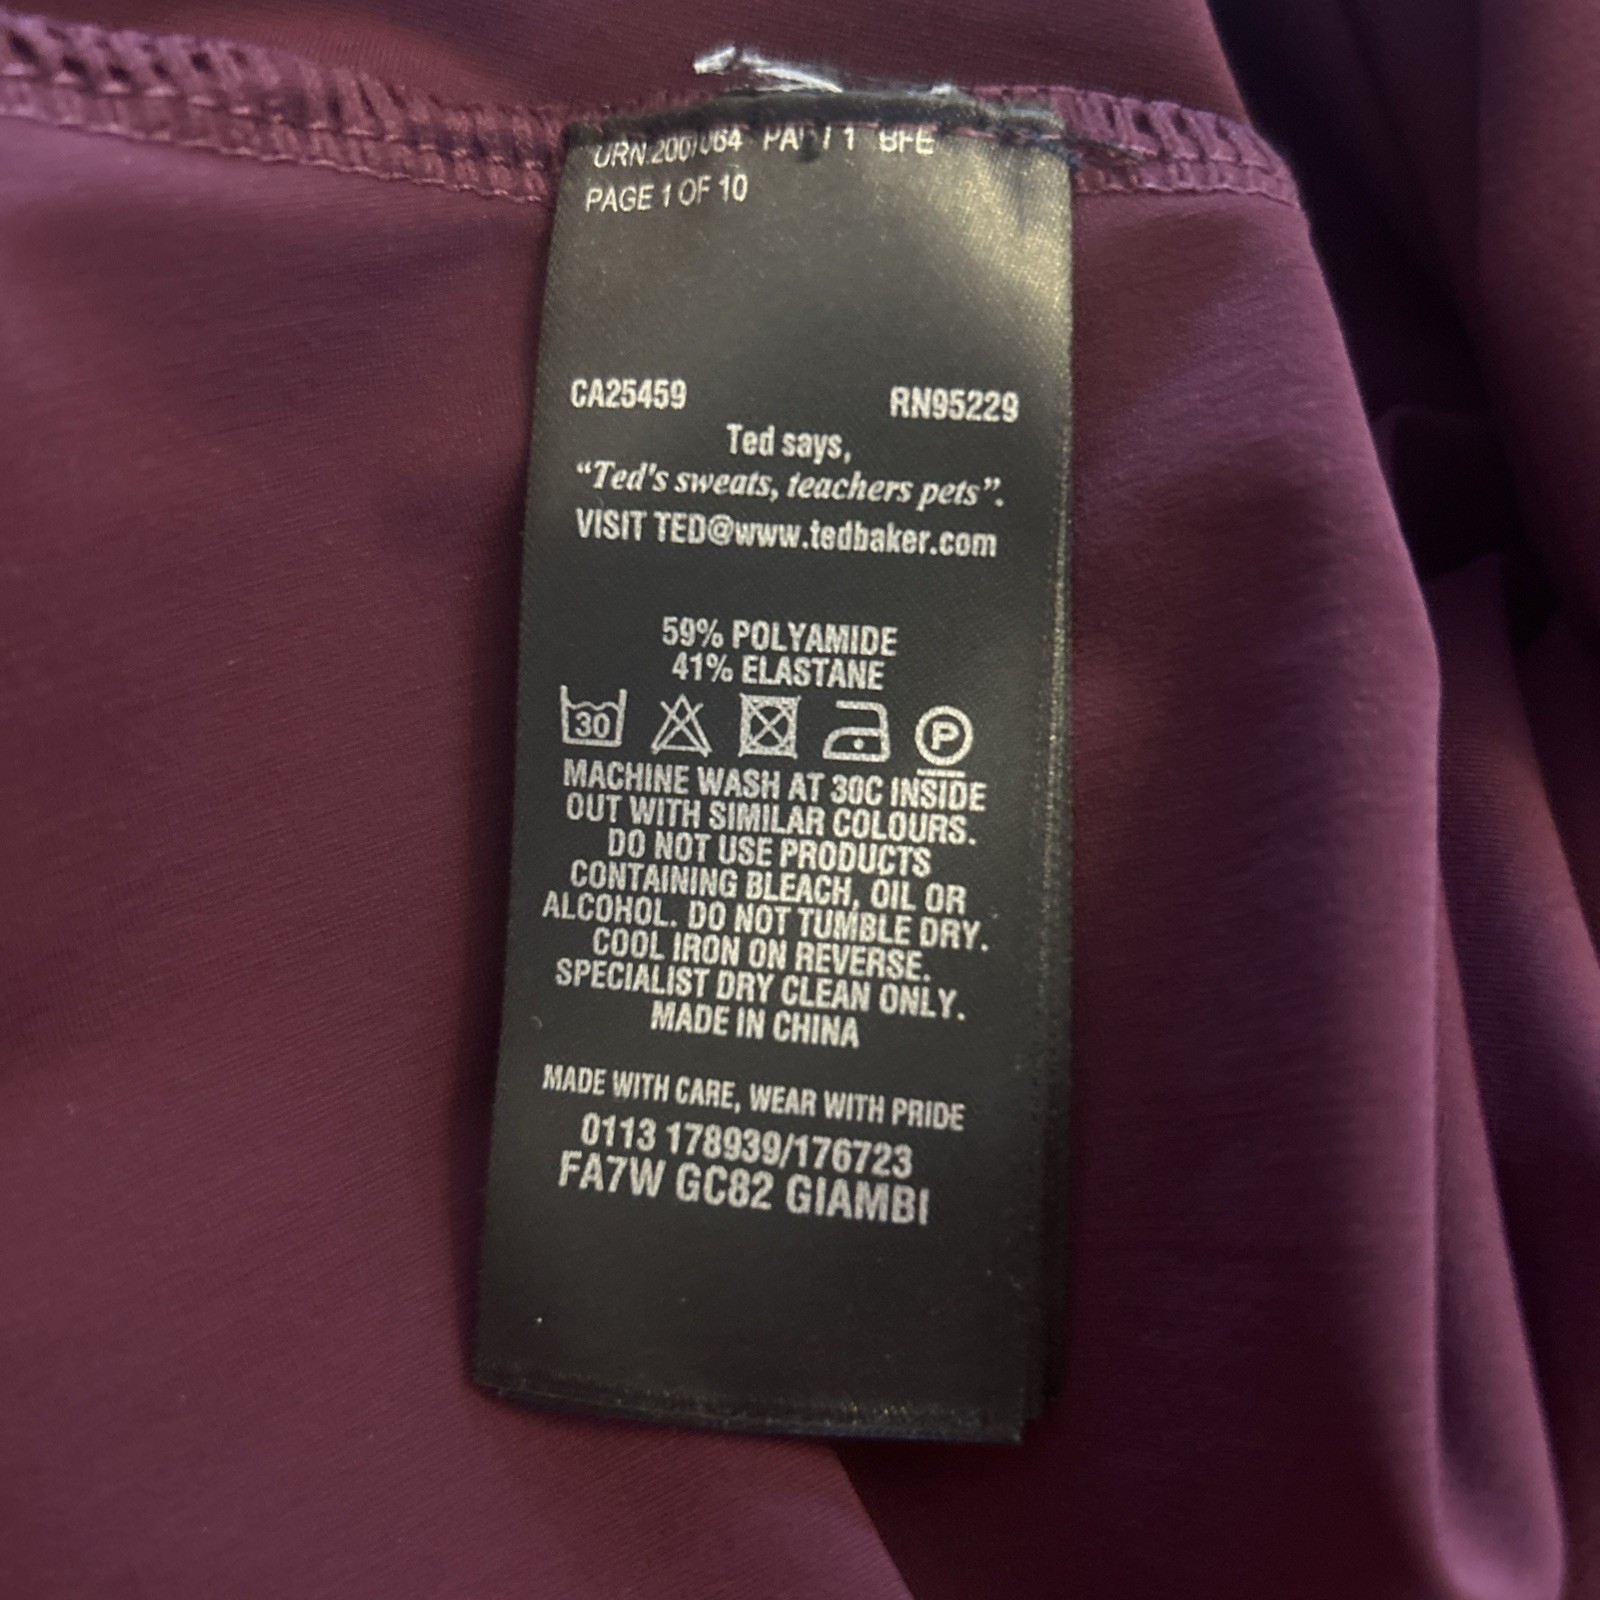 PAGE 1 OF 10
CA25459 RN95229
Ted says,
“Ted's sweats, teachers pets”.
VISIT TED@www.tedbaker.com
59% POLYAMIDE
41% ELASTANE
30 P
MACHINE WASH AT 30C INSIDE
OUT WITH SIMILAR COLOURS.
DO NOT USE PRODUCTS
CONTAINING BLEACH, OIL OR
ALCOHOL. DO NOT TUMBLE DRY.
COOL IRON ON REVERSE.
SPECIALIST DRY CLEAN ONLY.
MADE IN CHINA
MADE WITH CARE, WEAR WITH PRIDE
0113 178939/176723
FA7W GC82 GIAMBI